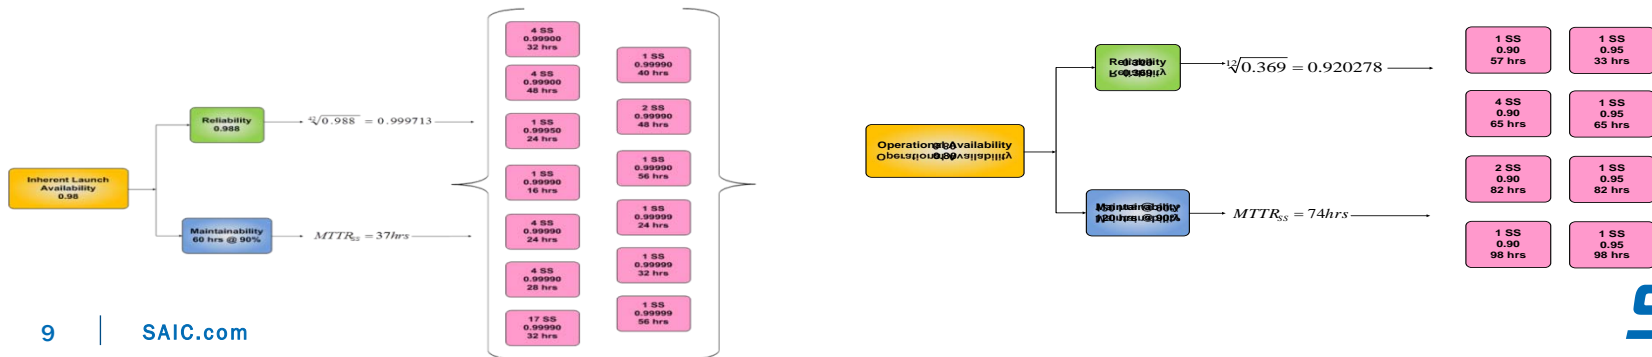 Inherent Launch
Availability
0.98
Reliability
0.988
⁴²√0.988 = 0.999713
Maintainability
60 hrs @ 90%
MTTR_SS = 37hrs
4 SS
0.99900
32 hrs
4 SS
0.99900
48 hrs
1 SS
0.99950
24 hrs
1 SS
0.99990
16 hrs
4 SS
0.99990
24 hrs
4 SS
0.99990
28 hrs
17 SS
0.99990
32 hrs
1 SS
0.99990
40 hrs
2 SS
0.99990
48 hrs
1 SS
0.99990
56 hrs
1 SS
0.99999
24 hrs
1 SS
0.99999
32 hrs
1 SS
0.99999
56 hrs
Operational Availability
Reliability
¹²√0.369 = 0.920278
MTTR_SS = 74hrs
1 SS
0.90
57 hrs
1 SS
0.95
33 hrs
4 SS
0.90
65 hrs
1 SS
0.95
65 hrs
2 SS
0.90
82 hrs
1 SS
0.95
82 hrs
1 SS
0.90
98 hrs
1 SS
0.95
98 hrs
9 | SAIC.com